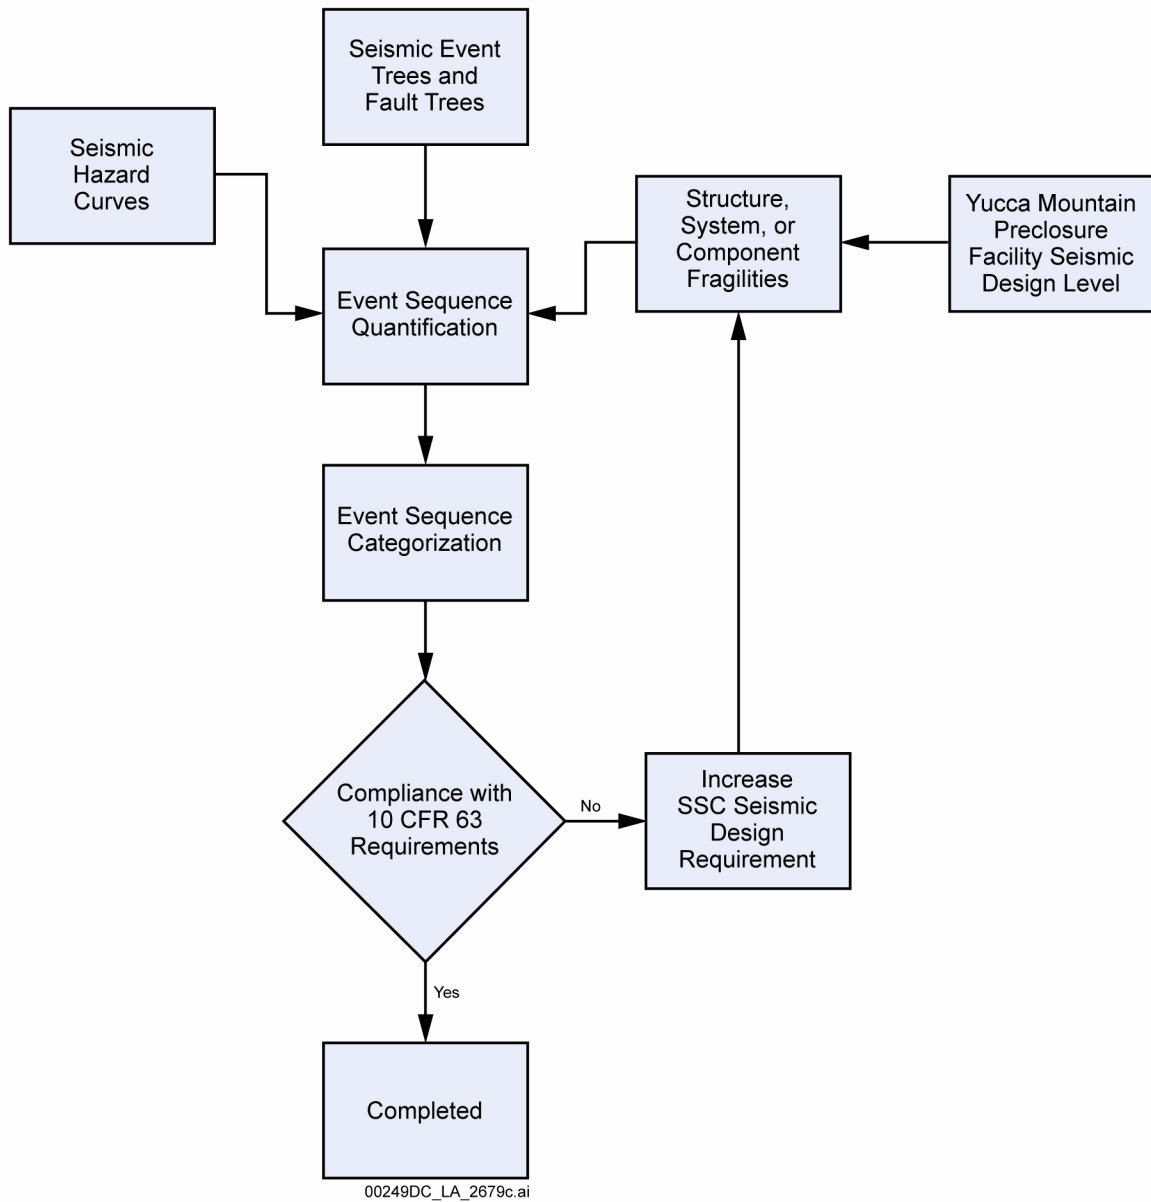 Seismic Event
Trees and
Fault Trees
Seismic
Hazard
Curves
Structure,
System, or
Component
Fragilities
Yucca Mountain
Preclosure
Facility Seismic
Design Level
Event Sequence
Quantification
Event Sequence
Categorization
Compliance with
10 CFR 63
Requirements
No
Increase
SSC Seismic
Design
Requirement
Yes
Completed
00249DC_LA_2679c.ai